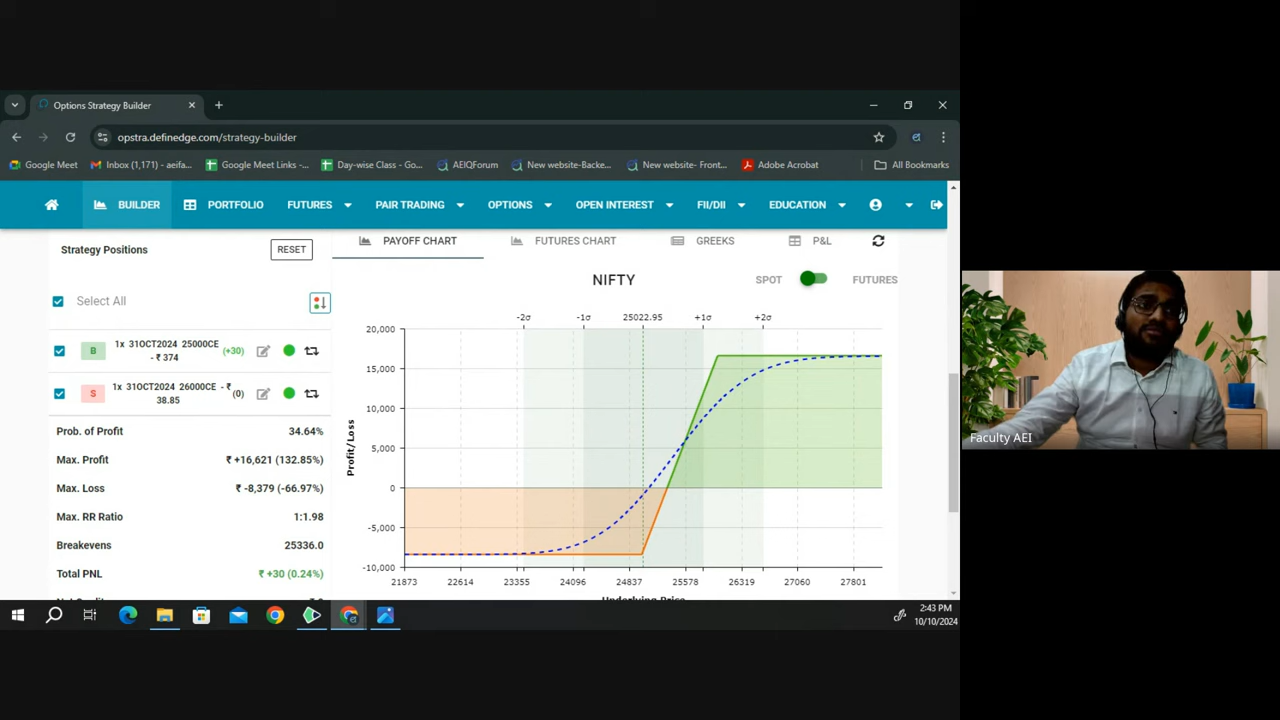 Options Strategy Builder
opstra.definedge.com/strategy-builder
Google Meet
Inbox (1,171) - aeifa...
Google Meet Links -...
Day-wise Class - Go...
AEIQForum
New website-Backe...
New website- Front...
Adobe Acrobat
All Bookmarks
BUILDER
PORTFOLIO
FUTURES
PAIR TRADING
OPTIONS
OPEN INTEREST
FII/DII
EDUCATION
Strategy Positions
RESET
Select All
B
1x 31OCT2024 25000CE
- ₹ 374
(+30)
S
1x 31OCT2024 26000CE - ₹
38.85
(0)
Prob. of Profit 34.64%
Max. Profit ₹ +16,621 (132.85%)
Max. Loss ₹ -8,379 (-66.97%)
Max. RR Ratio 1:1.98
Breakevens 25336.0
Total PNL ₹ +30 (0.24%)
PAYOFF CHART
FUTURES CHART
GREEKS
P&L
NIFTY
SPOT
FUTURES
-2σ -1σ 25022.95 +1σ +2σ
20,000
15,000
10,000
5,000
0
-5,000
-10,000
Profit/Loss
21873 22614 23355 24096 24837 25578 26319 27060 27801
Underlying Price
Faculty AEI
2:43 PM
10/10/2024